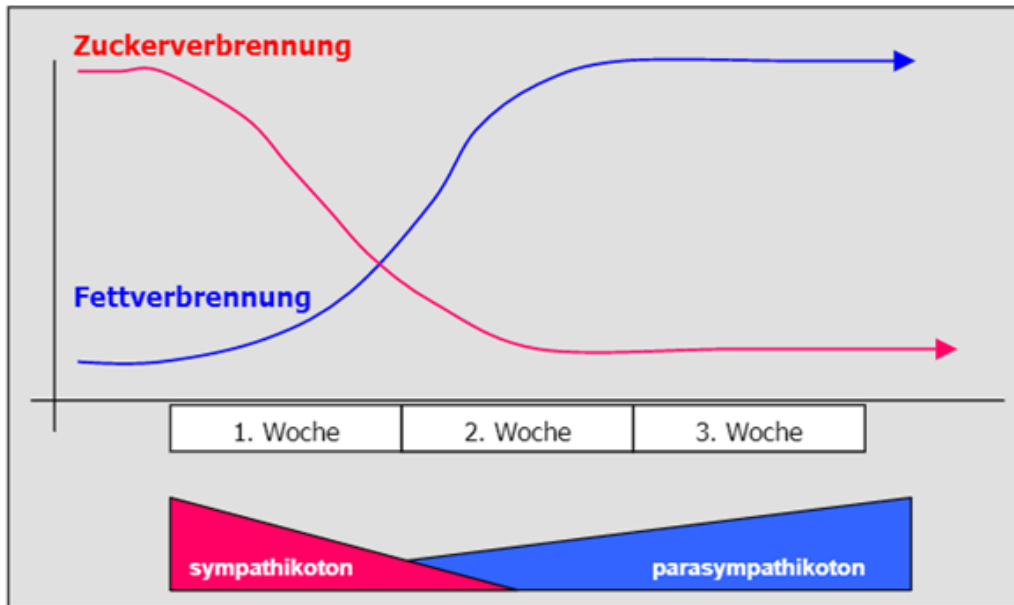 Zuckerverbrennung
Fettverbrennung
1. Woche
2. Woche
3. Woche
sympathikoton
parasympathikoton